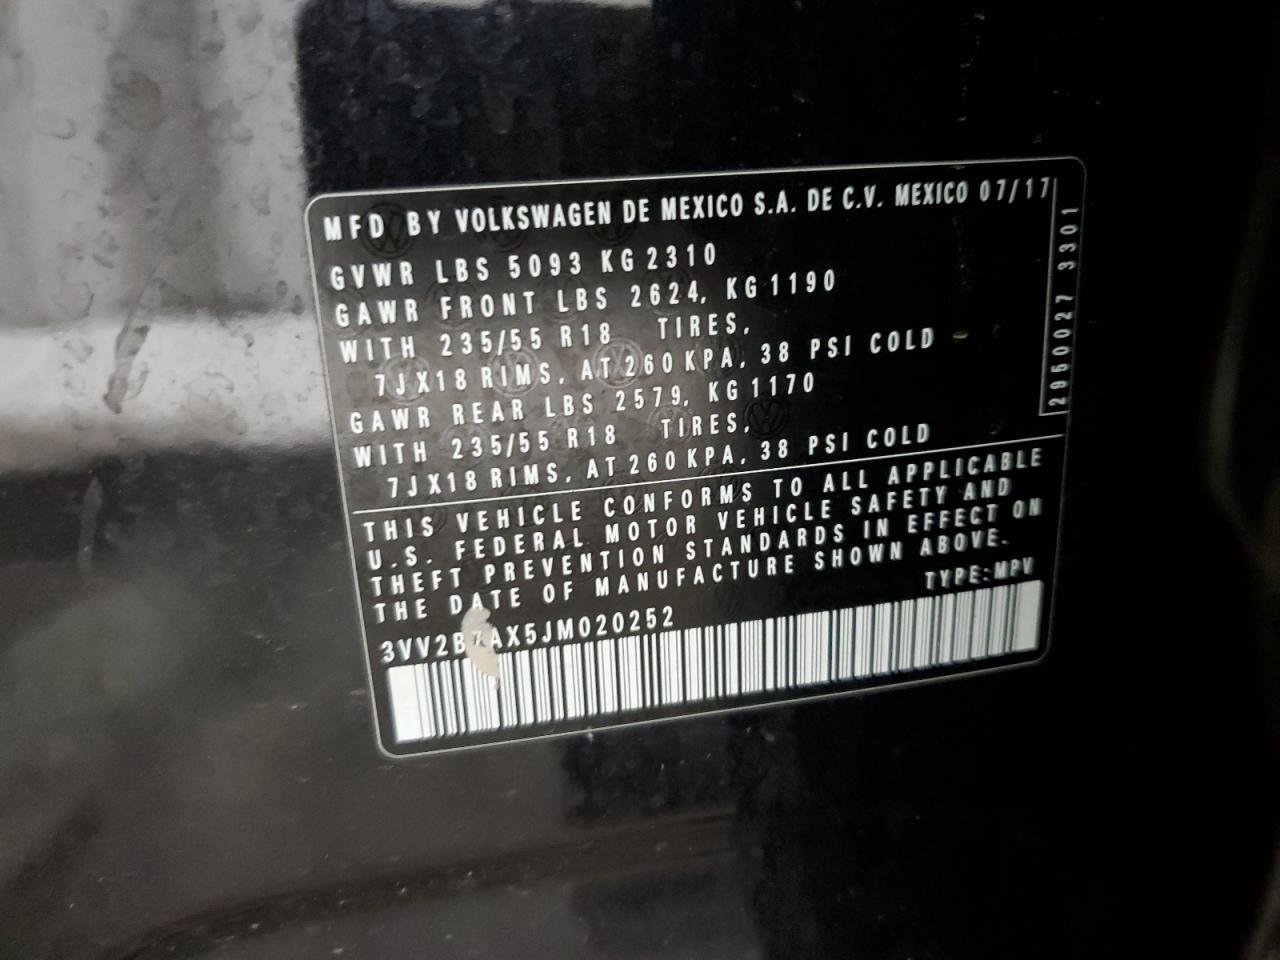 MFD BY VOLKSWAGEN DE MEXICO S.A. DE C.V. MEXICO 07/17
GVWR LBS 5093 KG 2310
GAWR FRONT LBS 2624, KG 1190
WITH 235/55 R18 TIRES,
7JX18 RIMS, AT 260 KPA, 38 PSI COLD
GAWR REAR LBS 2579, KG 1170
WITH 235/55 R18 TIRES,
7JX18 RIMS, AT 260 KPA, 38 PSI COLD
2950027 3301
THIS VEHICLE CONFORMS TO ALL APPLICABLE
U.S. FEDERAL MOTOR VEHICLE SAFETY AND
THEFT PREVENTION STANDARDS IN EFFECT ON
THE DATE OF MANUFACTURE SHOWN ABOVE.
TYPE:MPV
3VV2B7AX5JM020252